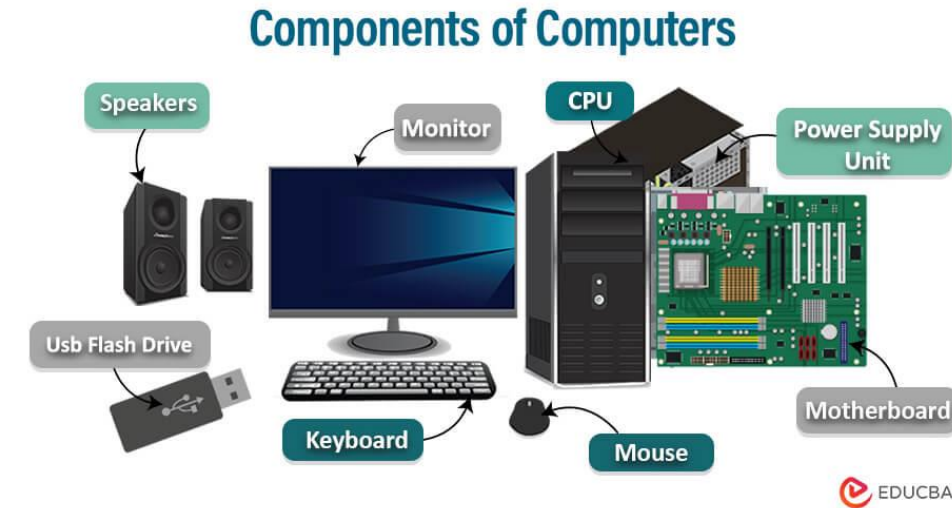 Components of Computers
Speakers
Monitor
CPU
Power Supply
Unit
Usb Flash Drive
Keyboard
Mouse
Motherboard
EDUCBA